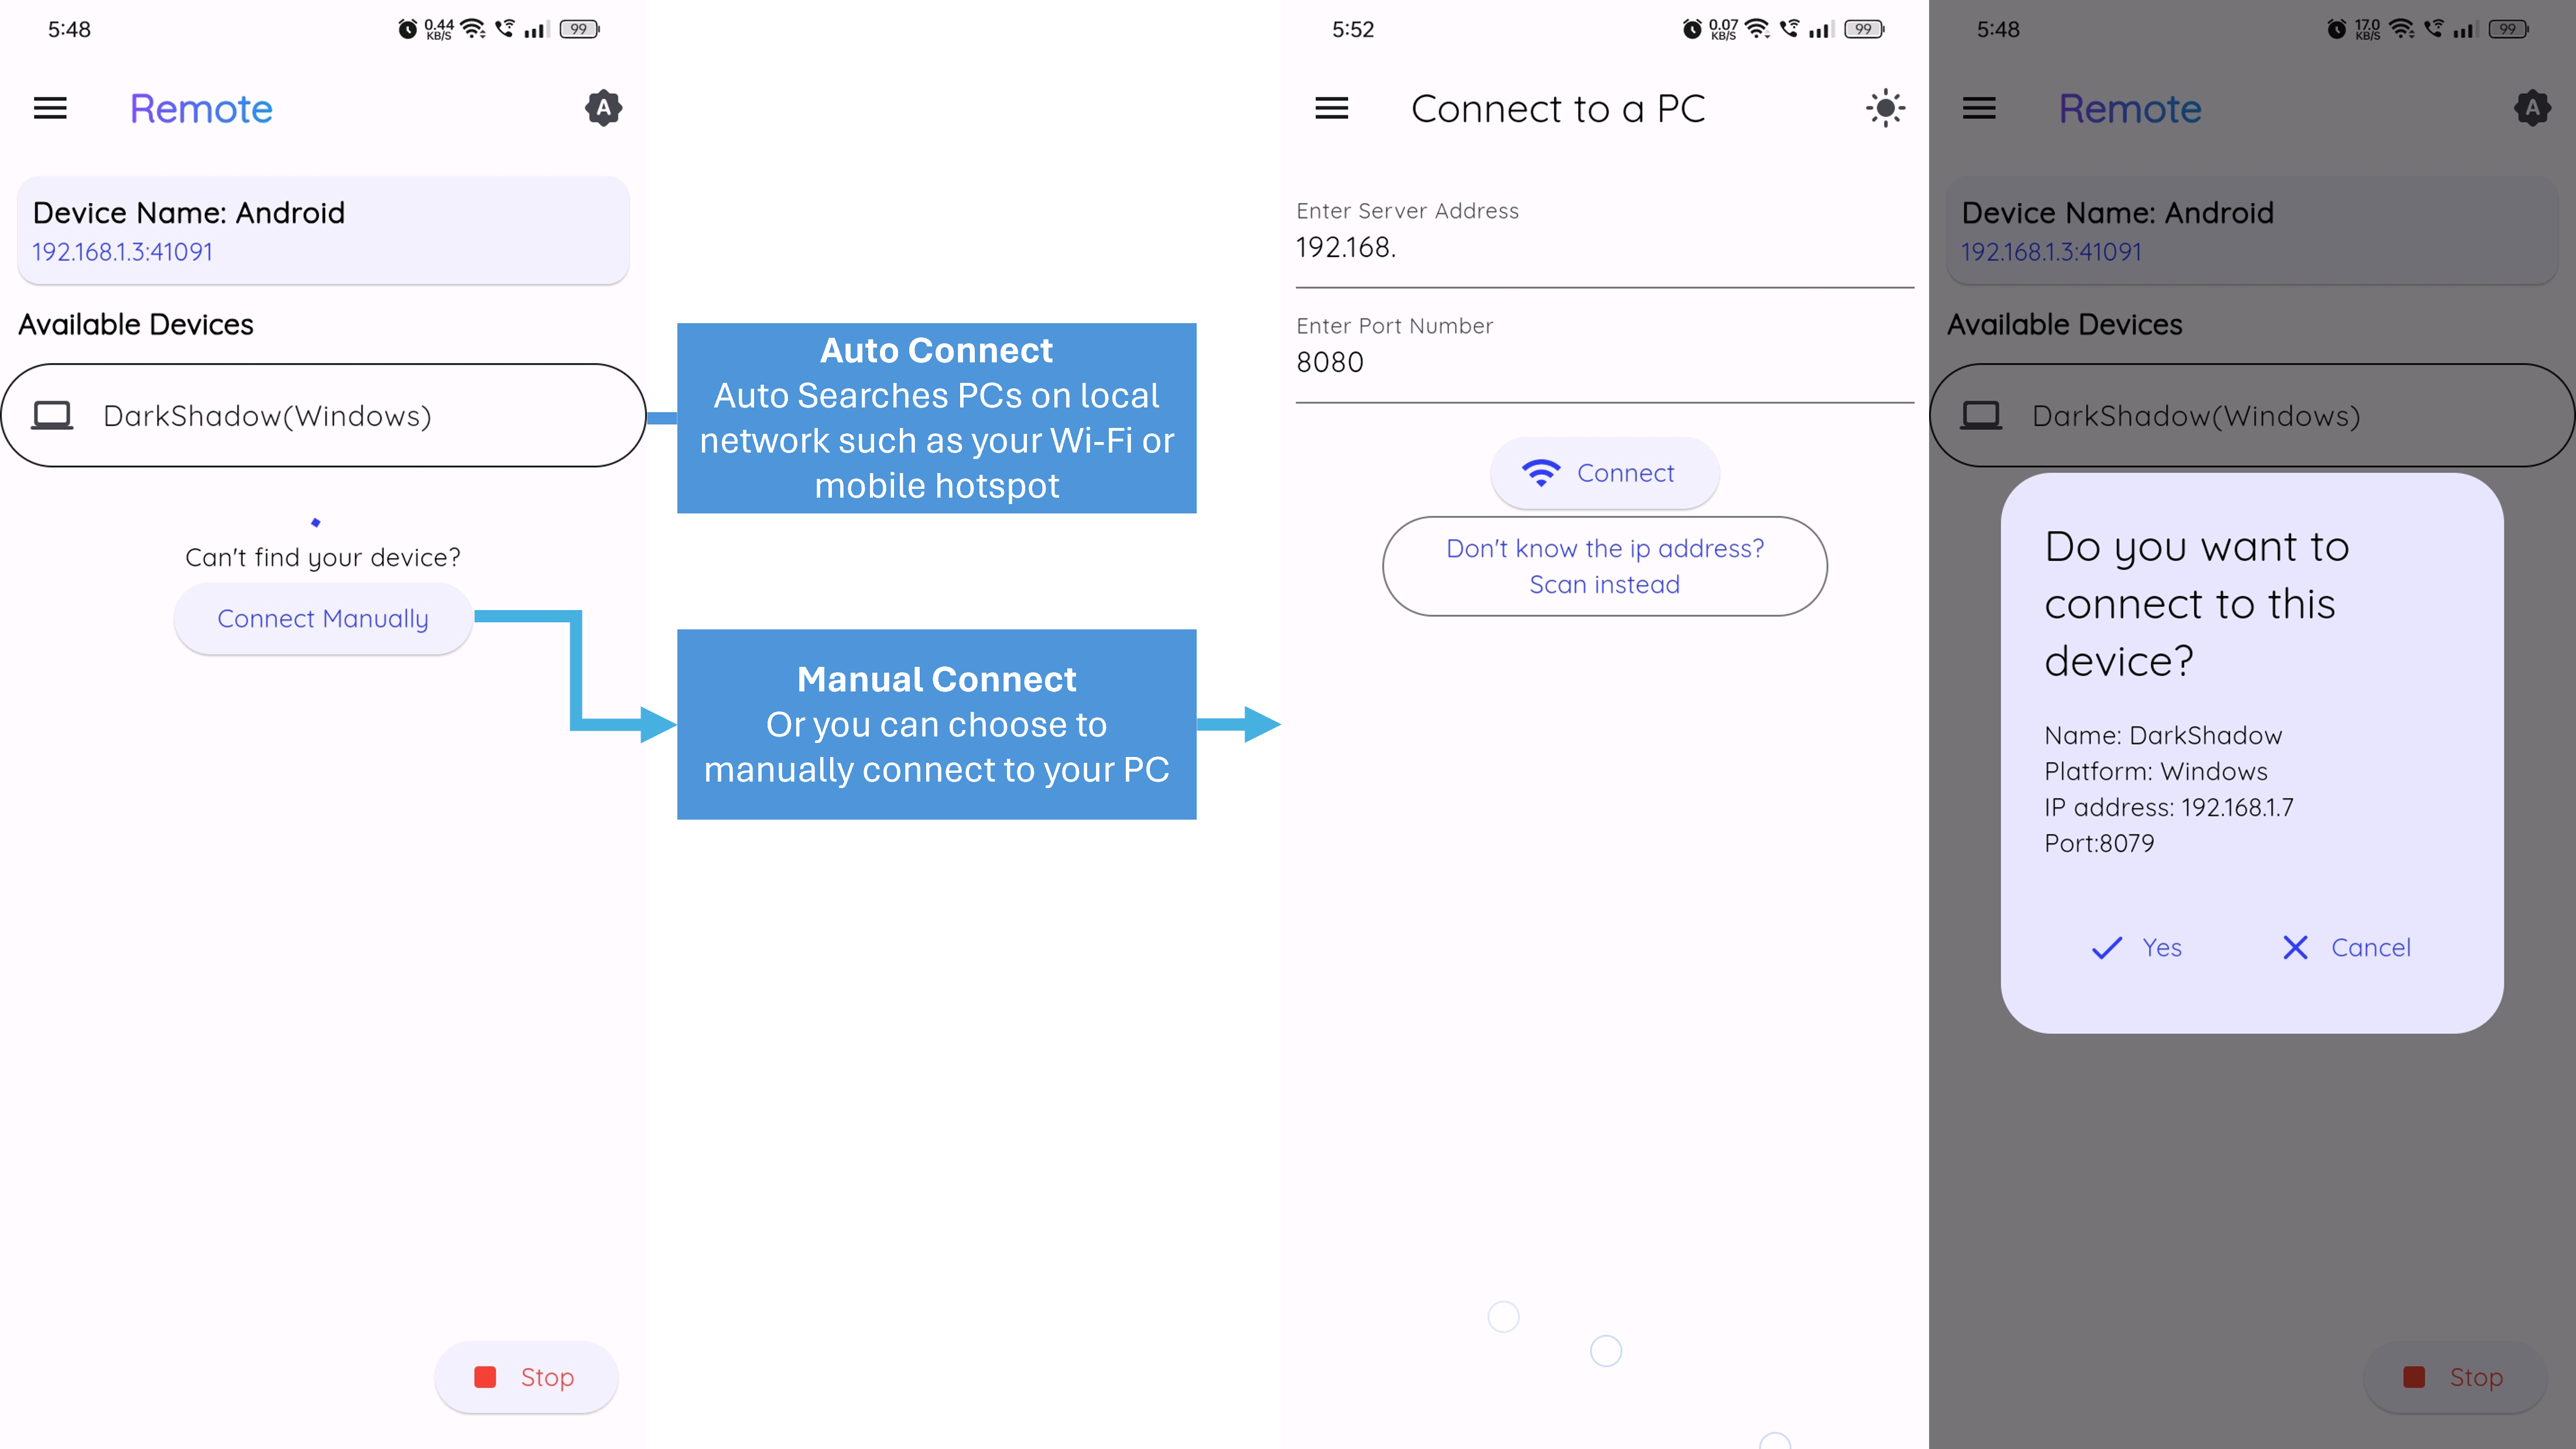 5:48
0.44
KB/S
99
Remote
A
Device Name: Android
192.168.1.3:41091
Available Devices
DarkShadow(Windows)
Can't find your device?
Connect Manually
Stop
Auto Connect
Auto Searches PCs on local
network such as your Wi-Fi or
mobile hotspot
Manual Connect
Or you can choose to
manually connect to your PC
5:52
0.07
KB/S
99
Connect to a PC
Enter Server Address
192.168.
Enter Port Number
8080
Connect
Don't know the ip address?
Scan instead
5:48
17.0
KB/S
99
Remote
A
Device Name: Android
192.168.1.3:41091
Available Devices
DarkShadow(Windows)
Do you want to
connect to this
device?
Name: DarkShadow
Platform: Windows
IP address: 192.168.1.7
Port:8079
Yes
Cancel
Stop